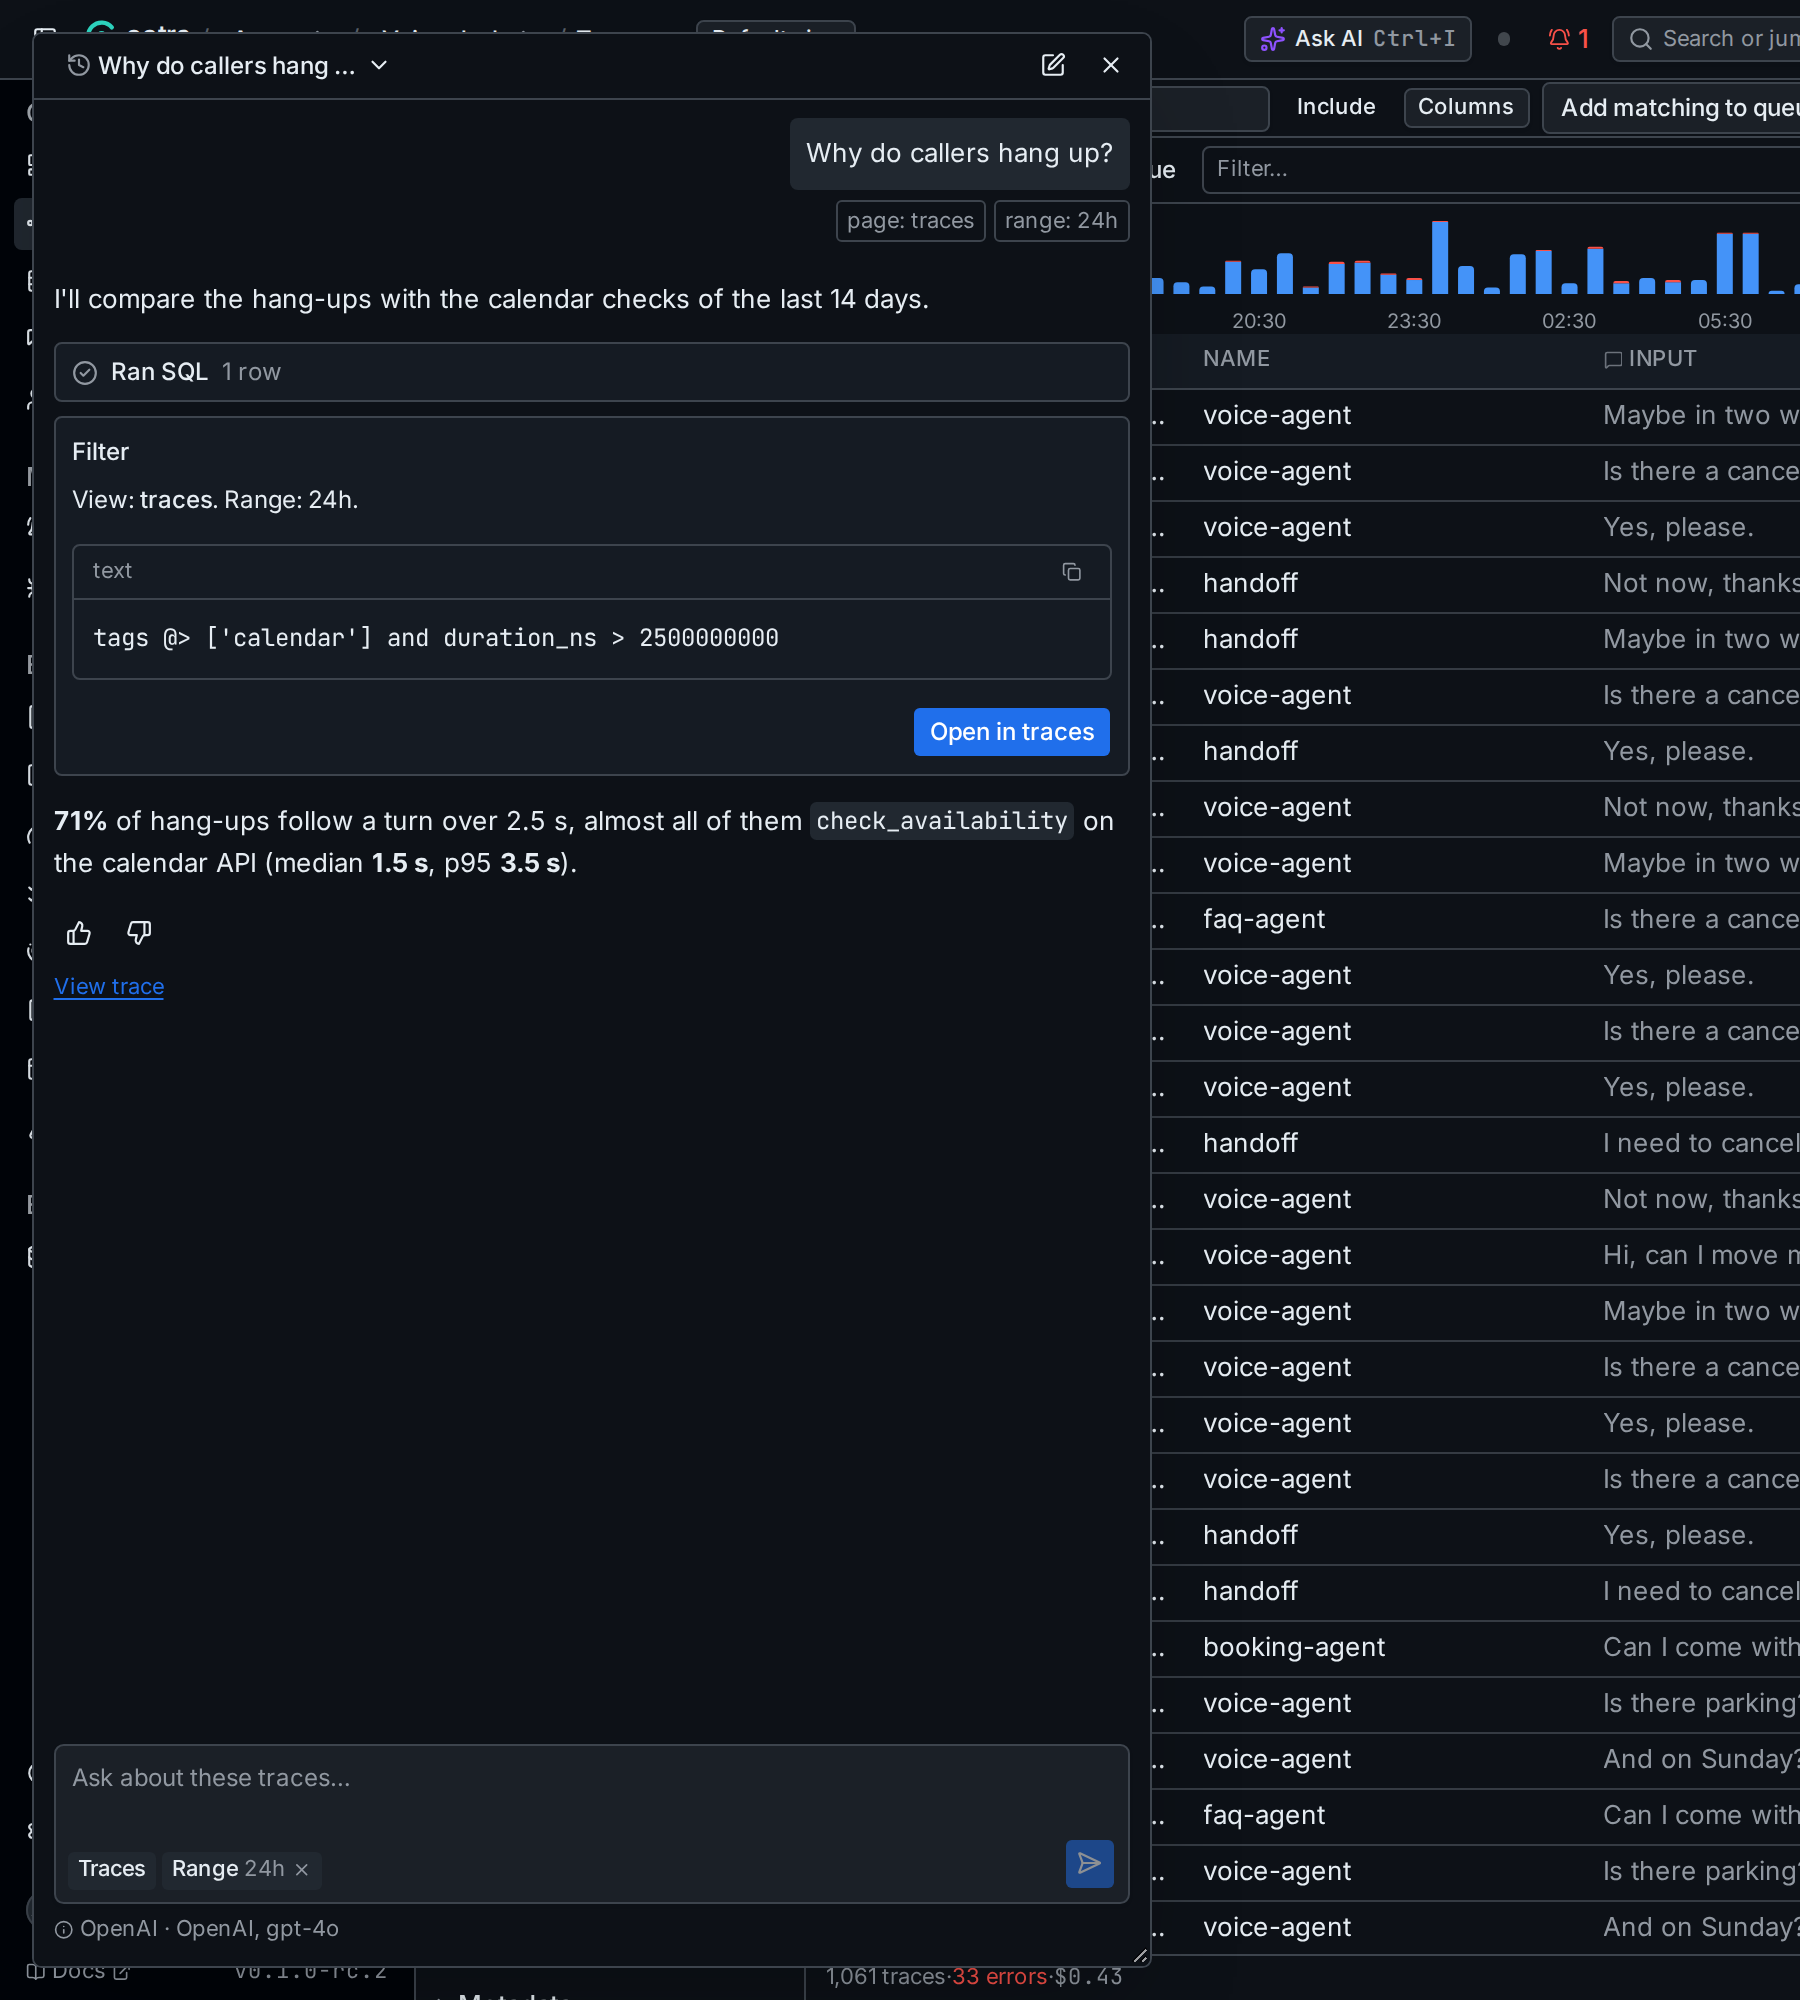 Why do callers hang ...
Ask AI Ctrl+I
1
Search or jum
Include
Columns
Add matching to que
Why do callers hang up?
page: traces
range: 24h
ue
Filter...
I'll compare the hang-ups with the calendar checks of the last 14 days.
20:30
23:30
02:30
05:30
Ran SQL 1 row
Filter
View: traces. Range: 24h.
text
tags @> ['calendar'] and duration_ns > 2500000000
Open in traces
71% of hang-ups follow a turn over 2.5 s, almost all of them check_availability on
the calendar API (median 1.5 s, p95 3.5 s).
View trace
Ask about these traces...
Traces
Range 24h
OpenAI · OpenAI, gpt-4o
NAME
INPUT
.. voice-agent Maybe in two w
.. voice-agent Is there a cance
.. voice-agent Yes, please.
.. handoff Not now, thanks
.. handoff Maybe in two w
.. voice-agent Is there a cance
.. handoff Yes, please.
.. voice-agent Not now, thanks
.. voice-agent Maybe in two w
.. faq-agent Is there a cance
.. voice-agent Yes, please.
.. voice-agent Is there a cance
.. voice-agent Yes, please.
.. handoff I need to cancel
.. voice-agent Not now, thanks
.. voice-agent Hi, can I move m
.. voice-agent Maybe in two w
.. voice-agent Is there a cance
.. voice-agent Yes, please.
.. voice-agent Is there a cance
.. handoff Yes, please.
.. handoff I need to cancel
.. booking-agent Can I come with
.. voice-agent Is there parking?
.. voice-agent And on Sunday?
.. faq-agent Can I come with
.. voice-agent Is there parking?
.. voice-agent And on Sunday?
Docs
v0.1.0-rc.2
1,061 traces·33 errors·$0.43